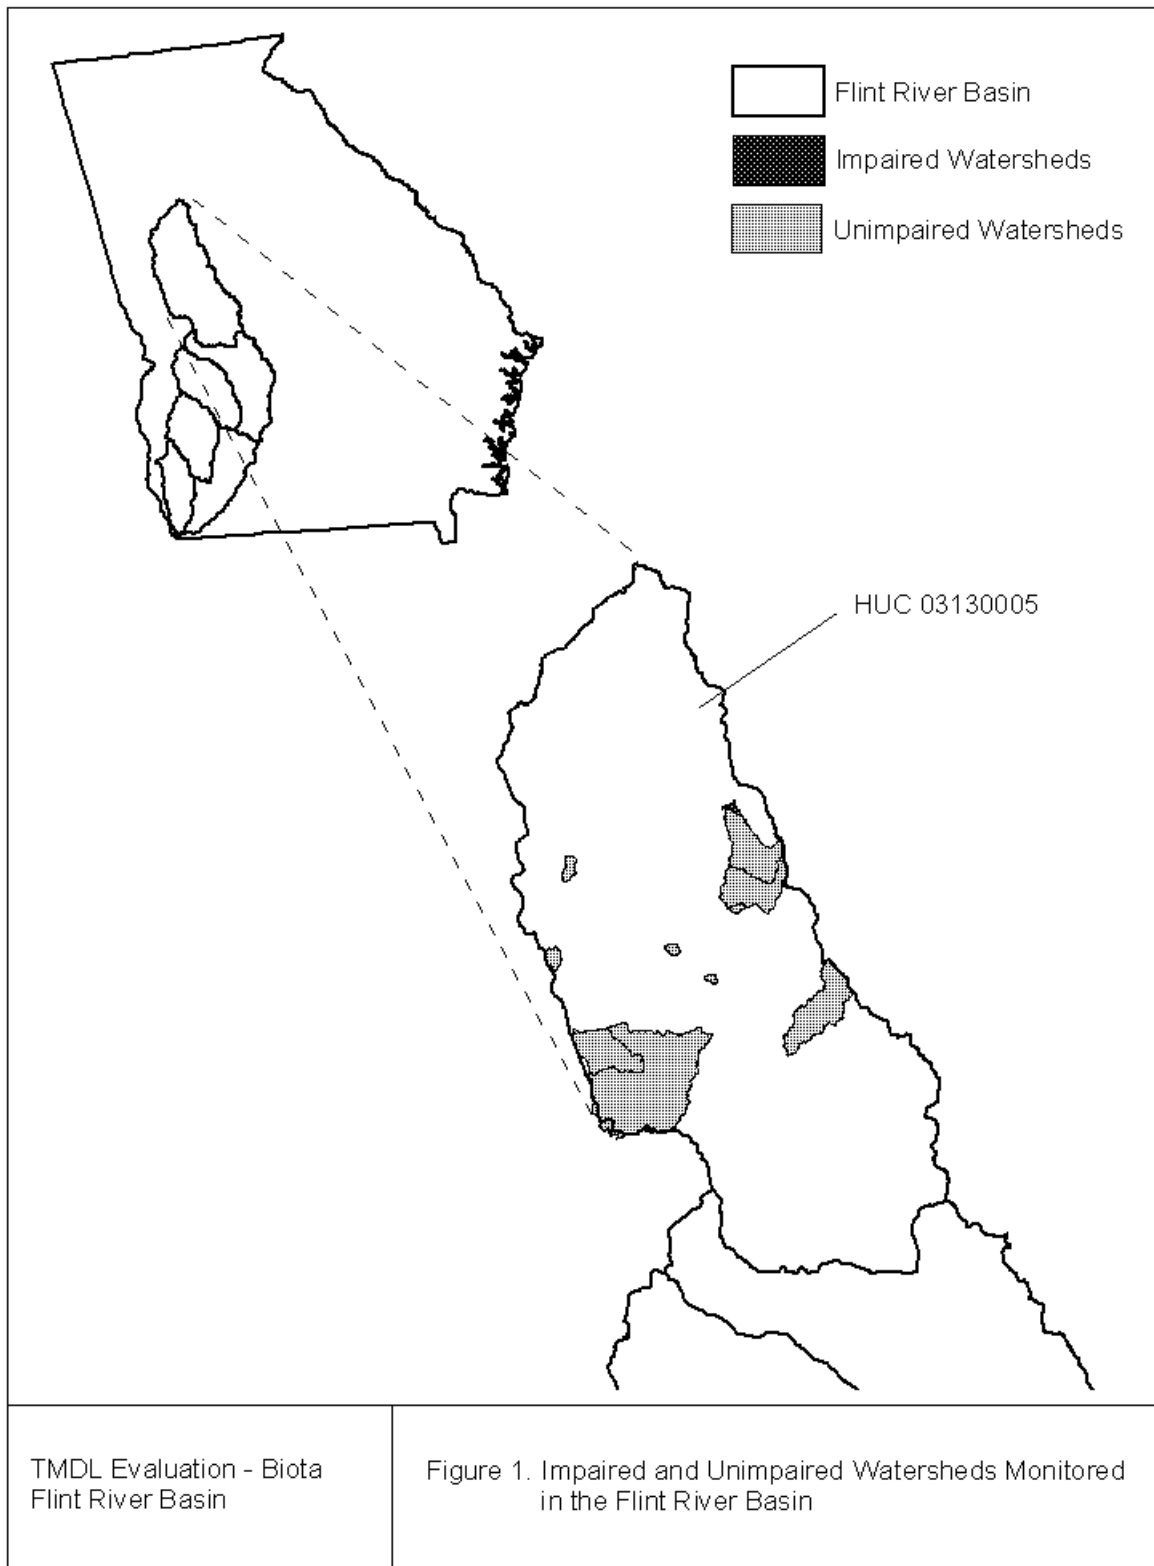 Flint River Basin
Impaired Watersheds
Unimpaired Watersheds
HUC 03130005
TMDL Evaluation - Biota
Flint River Basin
Figure 1. Impaired and Unimpaired Watersheds Monitored
in the Flint River Basin